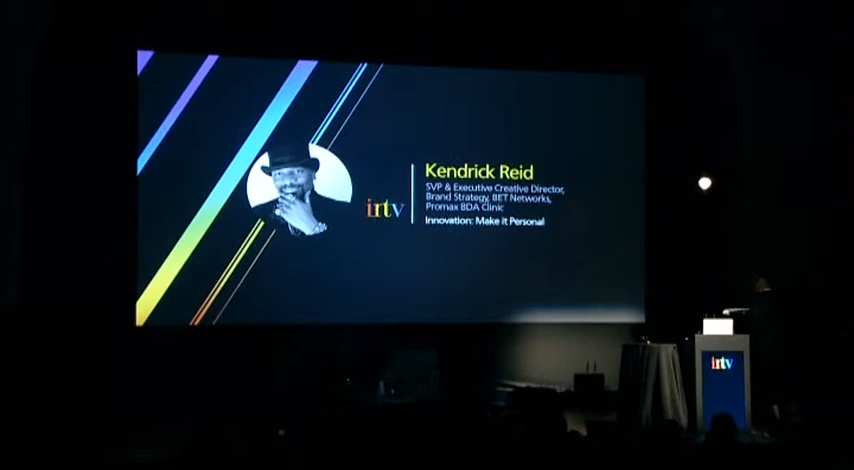 irtv
Kendrick Reid
SVP & Executive Creative Director,
Brand Strategy, BET Networks,
Promax BDA Clinic
Innovation: Make it Personal
irtv